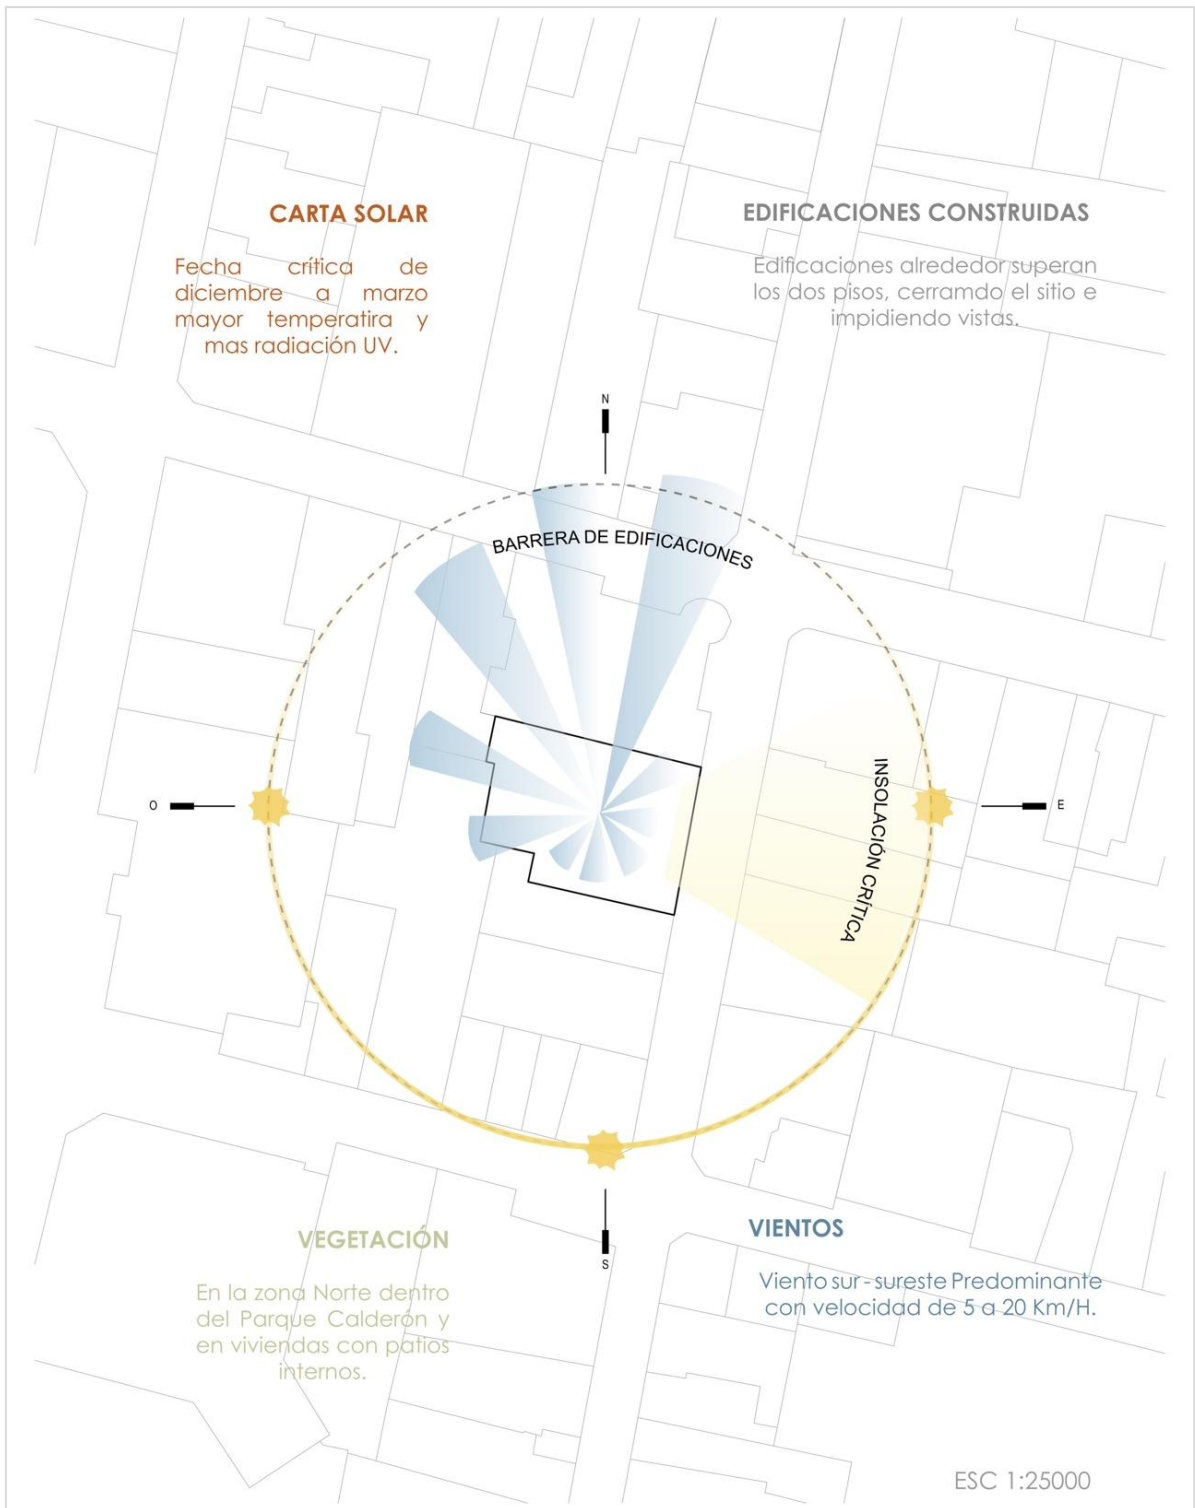 CARTA SOLAR
Fecha crítica de
diciembre a marzo
mayor temperatira y
mas radiación UV.
EDIFICACIONES CONSTRUIDAS
Edificaciones alrededor superan
los dos pisos, cerramdo el sitio e
impidiendo vistas.
N
BARRERA DE EDIFICACIONES
O
INSOLACIÓN CRÍTICA
E
S
VEGETACIÓN
En la zona Norte dentro
del Parque Calderón y
en viviendas con patios
internos.
VIENTOS
Viento sur - sureste Predominante
con velocidad de 5 a 20 Km/H.
ESC 1:25000